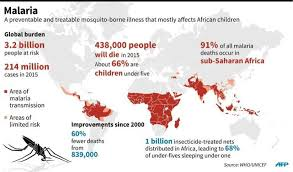 Malaria
A preventable and treatable mosquito-borne illness that mostly affects African children
Global burden
3.2 billion
people at risk
214 million
cases in 2015
438,000 people
will die in 2015
About 66% are
children under five
91% of all malaria
deaths occur in
sub-Saharan Africa
Area of
malaria
transmission
Areas of
limited risk
Improvements since 2000
60%
fewer deaths
from
839,000
1 billion insecticide-treated nets
distributed in Africa, leading to 68%
of under-fives sleeping under one
Source: WHO/UNICEF
AFP